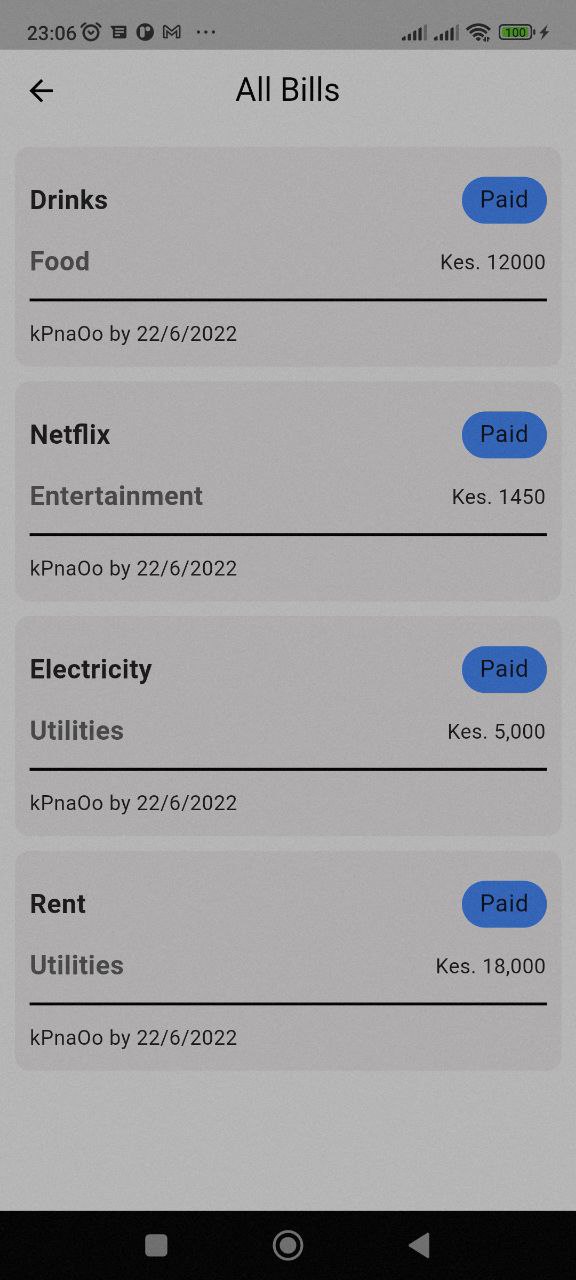 23:06
100
All Bills
Drinks
Paid
Food
Kes. 12000
kPnaOo by 22/6/2022
Netflix
Paid
Entertainment
Kes. 1450
kPnaOo by 22/6/2022
Electricity
Paid
Utilities
Kes. 5,000
kPnaOo by 22/6/2022
Rent
Paid
Utilities
Kes. 18,000
kPnaOo by 22/6/2022